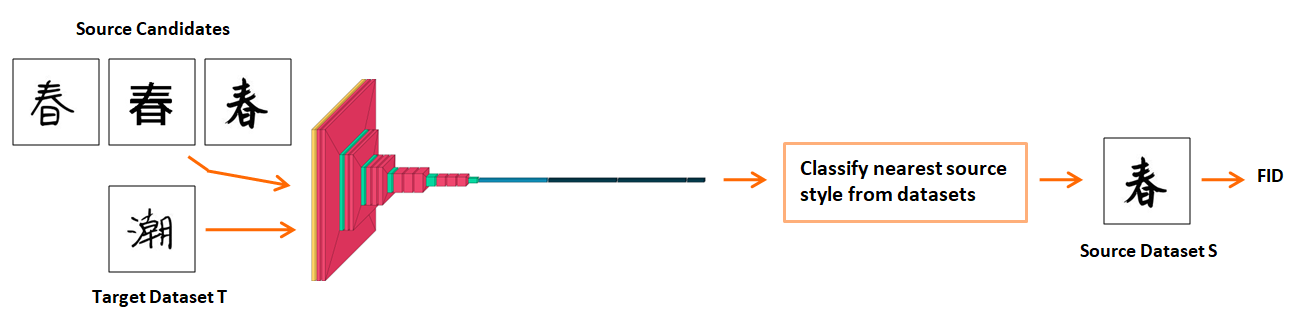 Source Candidates
春 春 春
潮
Target Dataset T
Classify nearest source
style from datasets
春
Source Dataset S
FID